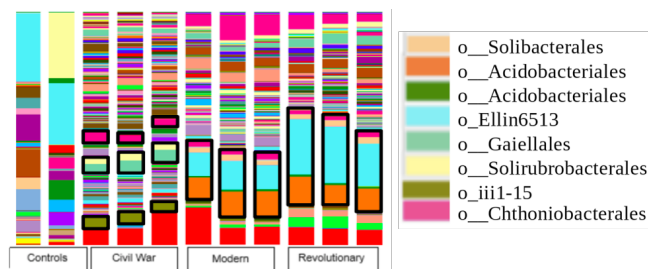 o__Solibacterales
o__Acidobacteriales
o__Acidobacteriales
o_Ellin6513
o__Gaiellales
o__Solirubrobacterales
o_iii1-15
o__Chthoniobacterales
Controls
Civil War
Modern
Revolutionary